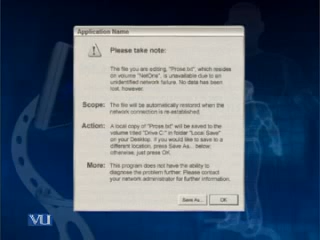 Application Name
Please take note:
The file you are editing, "Prose.txt", which resides
on volume "NetOne", is unavailable due to an
unidentified network failure. No data has been
lost, however.
Scope: The file will be automatically restored when the
network connection is re-established.
Action: A local copy of "Prose.txt" will be saved to the
volume titled "Drive C:" in folder "Local Save"
on your Desktop. If you would like to save to a
different location, press Save As... below;
otherwise, just press OK.
More: This program does not have the ability to
diagnose the problem further. Please contact
your network administrator for further information.
Save As... OK
VU